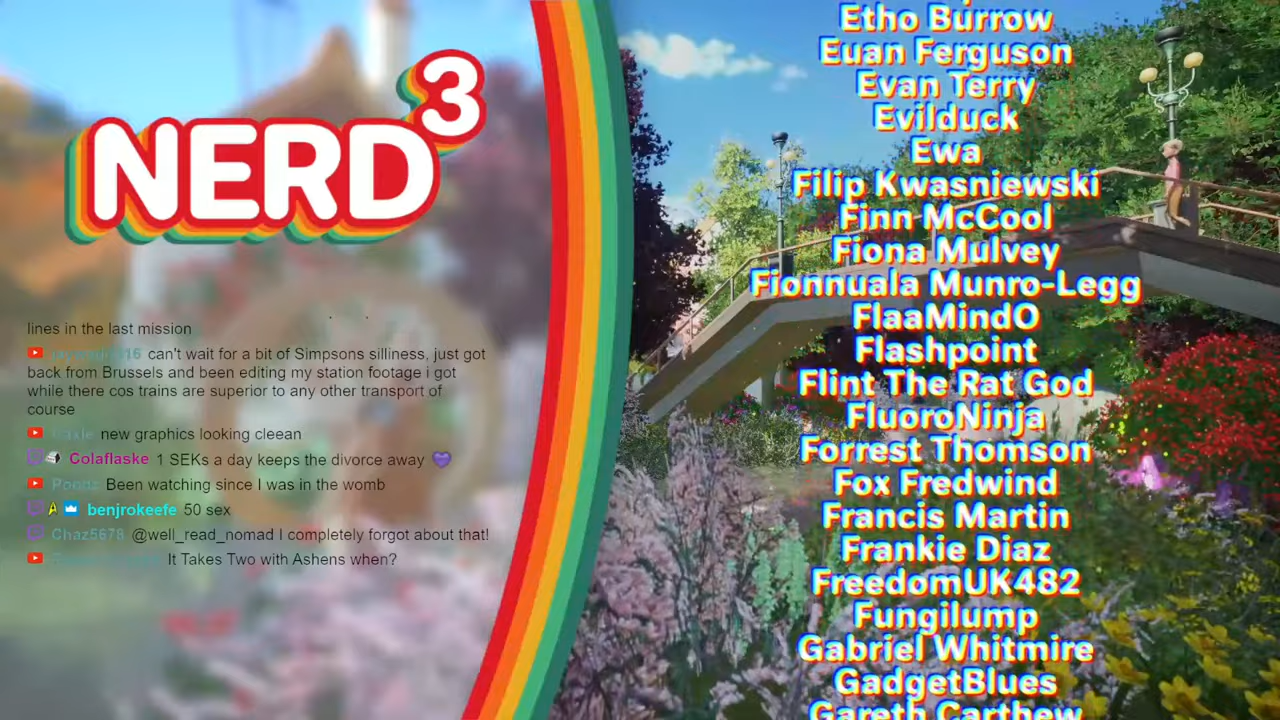 NERD3
lines in the last mission
can't wait for a bit of Simpsons silliness, just got
back from Brussels and been editing my station footage i got
while there cos trains are superior to any other transport of
course
new graphics looking cleean
Golaflaske 1 SEKs a day keeps the divorce away 💜
Been watching since I was in the womb
benjrokeefe 50 sex
Chaz5678 @well_read_nomad I completely forgot about that!
It Takes Two with Ashens when?
Etho Burrow
Euan Ferguson
Evan Terry
Evilduck
Ewa
Filip Kwasniewski
Finn McCool
Fiona Mulvey
Fionnuala Munro-Legg
FlaaMindO
Flashpoint
Flint The Rat God
FluoroNinja
Forrest Thomson
Fox Fredwind
Francis Martin
Frankie Diaz
FreedomUK482
Fungilump
Gabriel Whitmire
GadgetBlues
Gareth Carthew